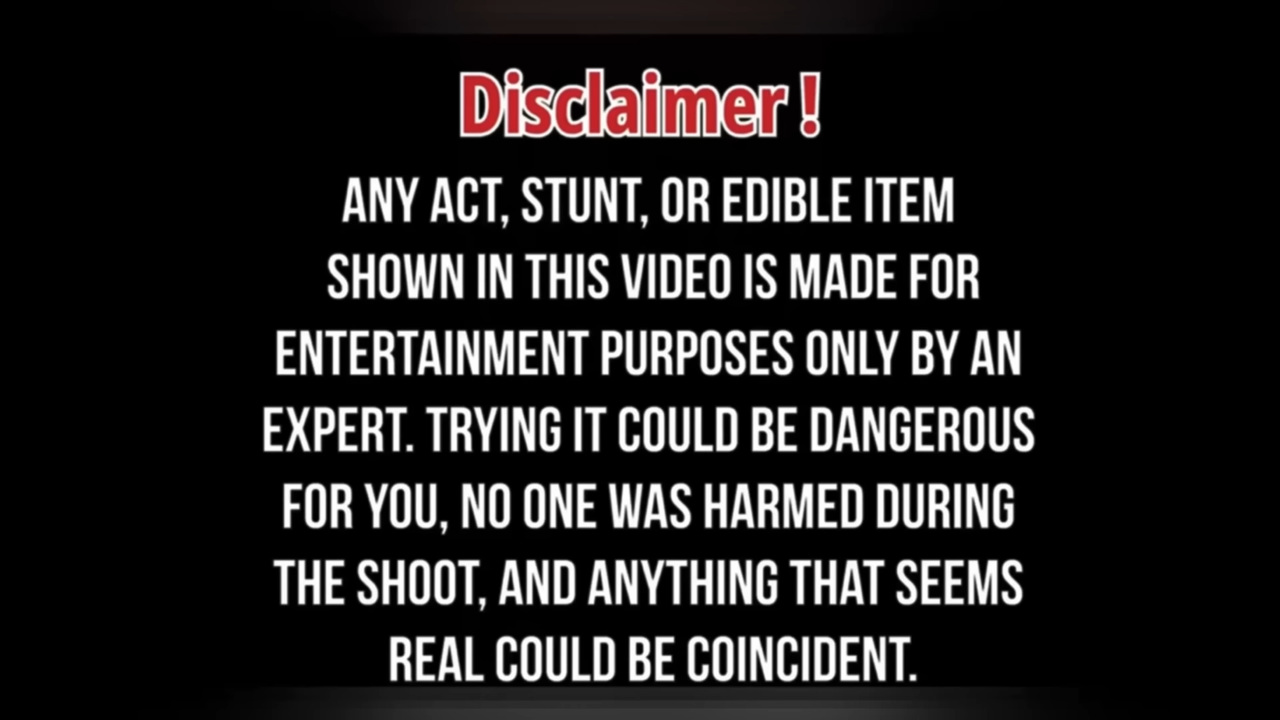 Disclaimer !
ANY ACT, STUNT, OR EDIBLE ITEM
SHOWN IN THIS VIDEO IS MADE FOR
ENTERTAINMENT PURPOSES ONLY BY AN
EXPERT. TRYING IT COULD BE DANGEROUS
FOR YOU, NO ONE WAS HARMED DURING
THE SHOOT, AND ANYTHING THAT SEEMS
REAL COULD BE COINCIDENT.